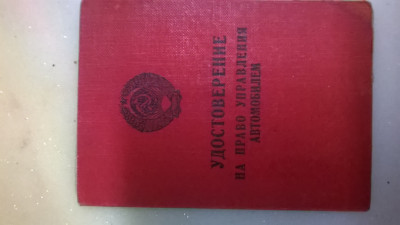 УДОСТОВЕРЕНИЕ
НА ПРАВО УПРАВЛЕНИЯ
АВТОМОБИЛЕМ